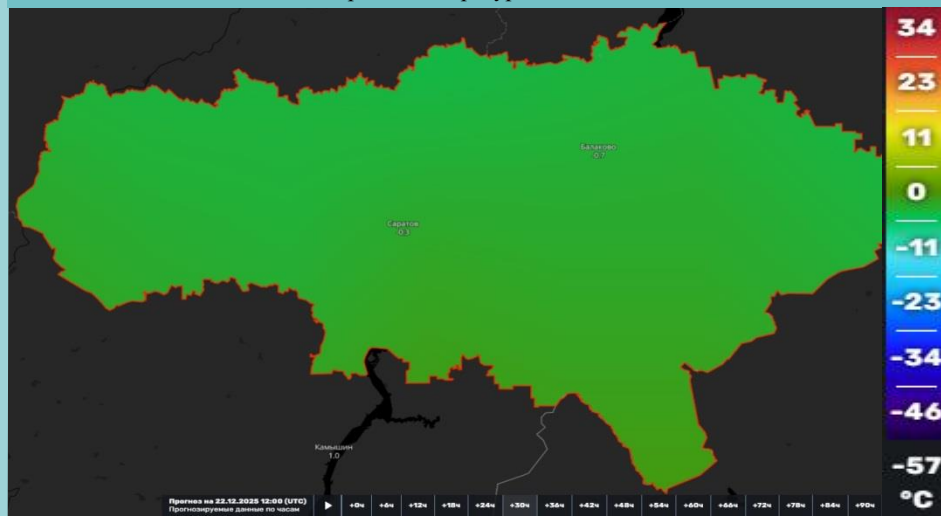 34
23
11
0
-11
-23
-34
-46
-57
°C
Балаково
-0.7
Саратов
0.3
Камышин
1.0
Прогноз на 22.12.2025 12:00 (UTC)
Прогнозируемые данные по часам
+0ч +6ч +12ч +18ч +24ч +30ч +36ч +42ч +48ч +54ч +60ч +66ч +72ч +78ч +84ч +90ч